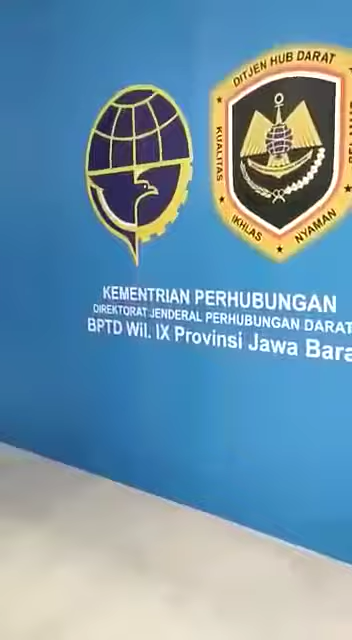 DITJEN HUB DARAT
KUALITAS
IKHLAS
NYAMAN
KEMENTRIAN PERHUBUNGAN
DIREKTORAT JENDERAL PERHUBUNGAN DARAT
BPTD Wil. IX Provinsi Jawa Bara